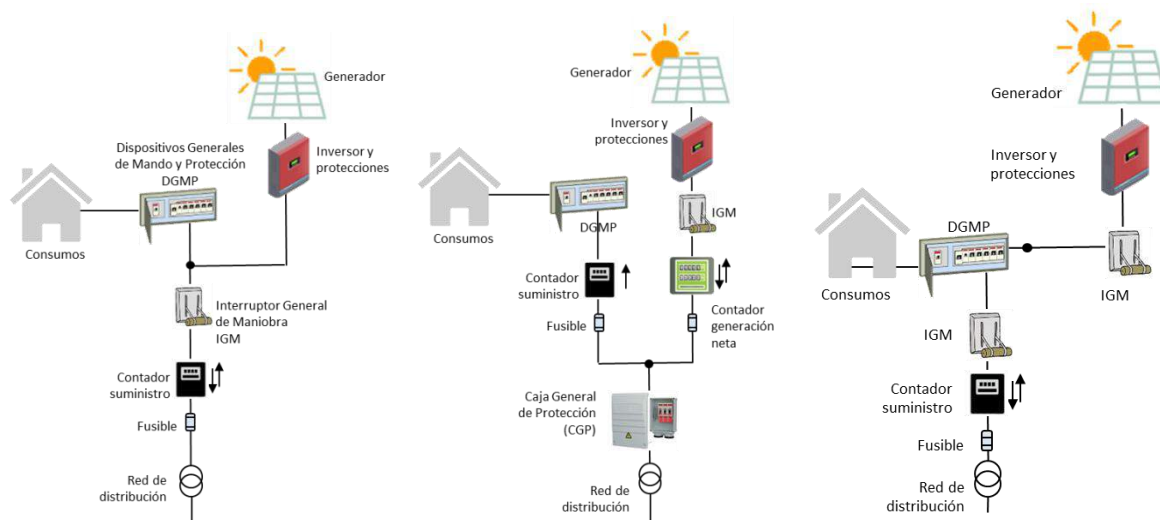 Generador
Dispositivos Generales
de Mando y Protección
DGMP
Inversor y
protecciones
Consumos
Interruptor General
de Maniobra
IGM
Contador
suministro
Fusible
Red de
distribución
Generador
Inversor y
protecciones
IGM
DGMP
Consumos
Contador
suministro
Fusible
Contador
generación
neta
Caja General
de Protección
(CGP)
Red de
distribución
Generador
Inversor y
protecciones
DGMP
Consumos
IGM
IGM
Contador
suministro
Fusible
Red de
distribución